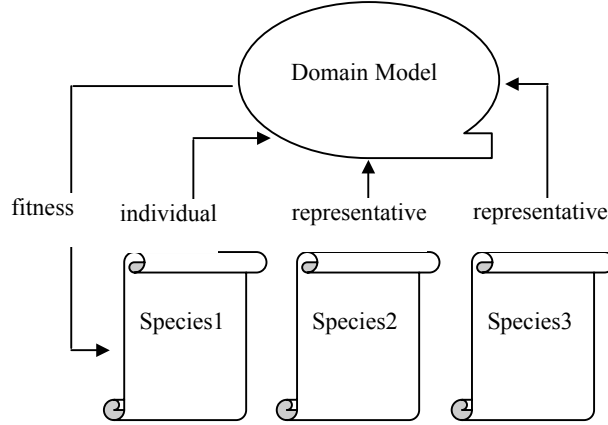 Domain Model
fitness
individual
representative
representative
Species1
Species2
Species3